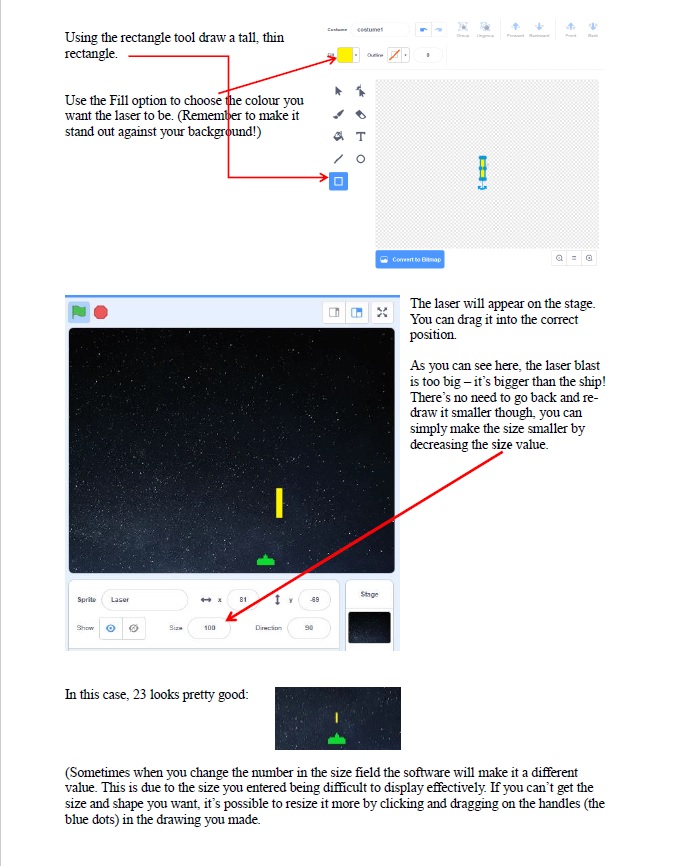 Using the rectangle tool draw a tall, thin
rectangle.
Use the Fill option to choose the colour you
want the laser to be. (Remember to make it
stand out against your background!)
Costume costume1
Group Ungroup Forward Backward Front Back
Fill Outline 0
T
Convert to Bitmap
The laser will appear on the stage.
You can drag it into the correct
position.
As you can see here, the laser blast
is too big – it’s bigger than the ship!
There’s no need to go back and re-
draw it smaller though, you can
simply make the size smaller by
decreasing the size value.
Sprite Laser x 81 y -69
Stage
Show Size 100 Direction 90
In this case, 23 looks pretty good:
(Sometimes when you change the number in the size field the software will make it a different
value. This is due to the size you entered being difficult to display effectively. If you can’t get the
size and shape you want, it’s possible to resize it more by clicking and dragging on the handles (the
blue dots) in the drawing you made.